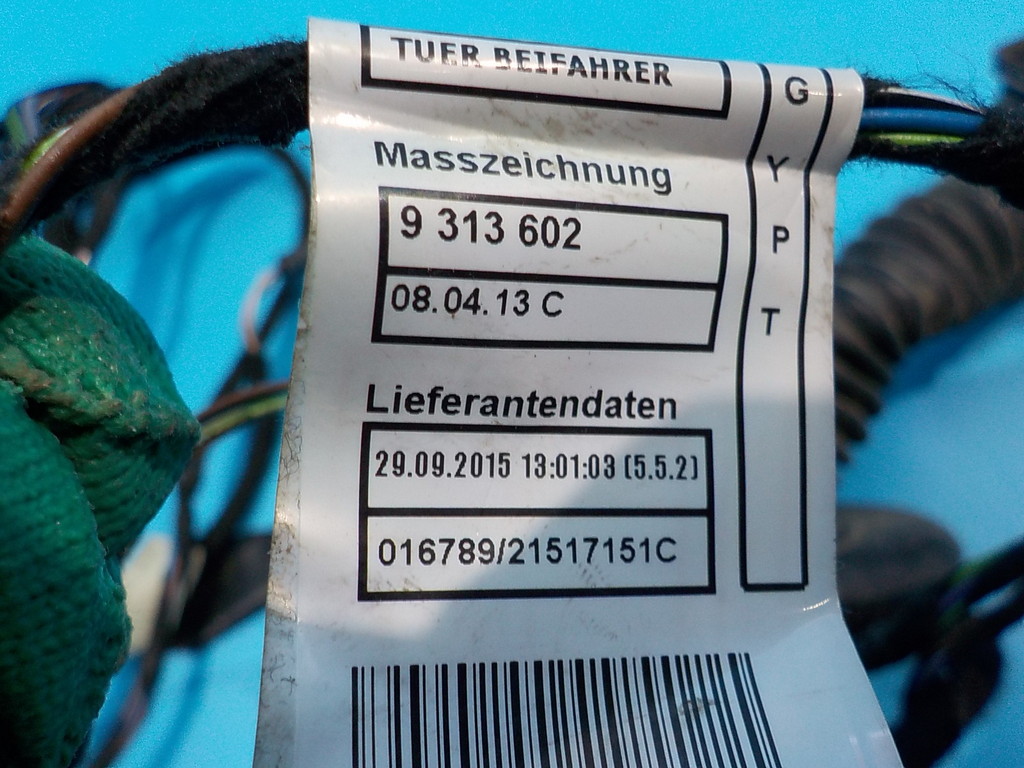 TUER BEIFAHRER
Masszeichnung
9 313 602
08.04.13 C
Lieferantendaten
29.09.2015 13:01:03 (5.5.2)
016789/21517151C
G
Y
P
T